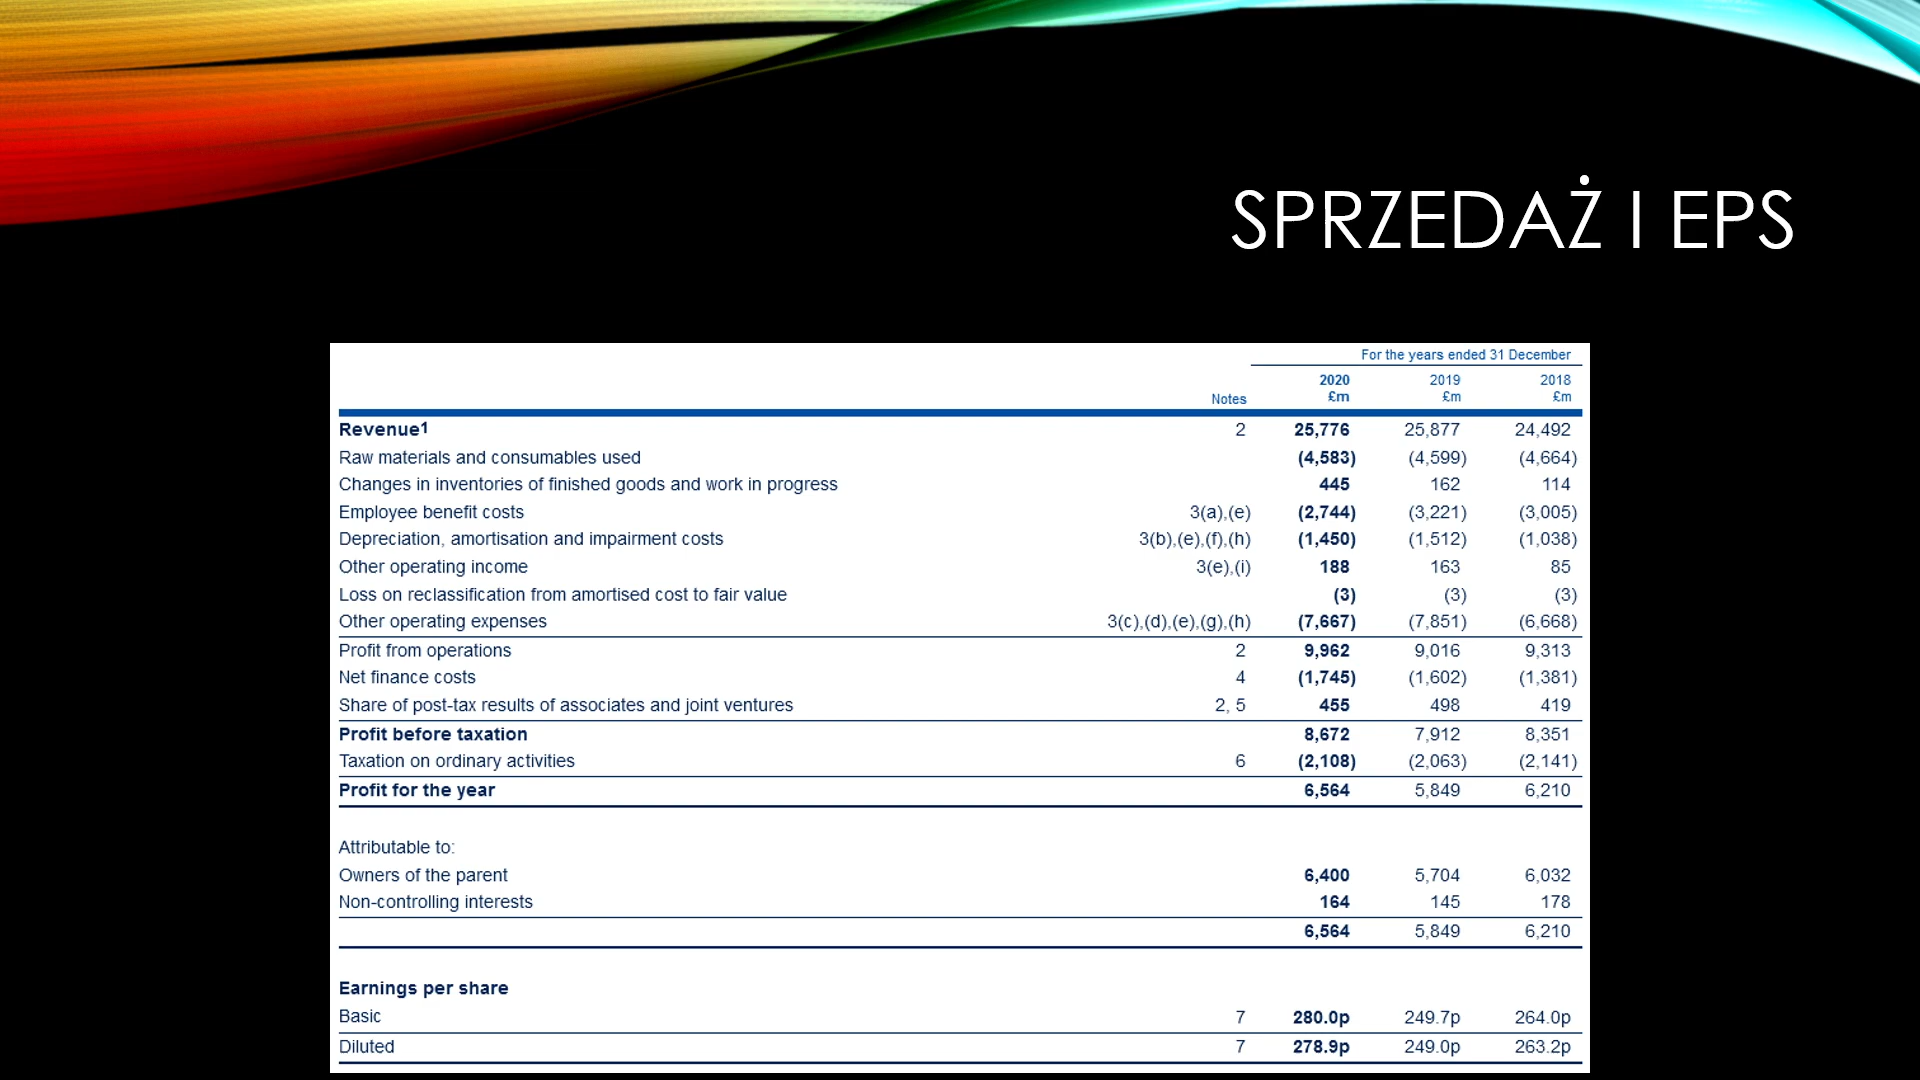 SPRZEDAŻ I EPS
For the years ended 31 December
2020 2019 2018
Notes £m £m £m
Revenue¹ 2 25,776 25,877 24,492
Raw materials and consumables used (4,583) (4,599) (4,664)
Changes in inventories of finished goods and work in progress 445 162 114
Employee benefit costs 3(a),(e) (2,744) (3,221) (3,005)
Depreciation, amortisation and impairment costs 3(b),(e),(f),(h) (1,450) (1,512) (1,038)
Other operating income 3(e),(i) 188 163 85
Loss on reclassification from amortised cost to fair value (3) (3) (3)
Other operating expenses 3(c),(d),(e),(g),(h) (7,667) (7,851) (6,668)
Profit from operations 2 9,962 9,016 9,313
Net finance costs 4 (1,745) (1,602) (1,381)
Share of post-tax results of associates and joint ventures 2, 5 455 498 419
Profit before taxation 8,672 7,912 8,351
Taxation on ordinary activities 6 (2,108) (2,063) (2,141)
Profit for the year 6,564 5,849 6,210
Attributable to:
Owners of the parent 6,400 5,704 6,032
Non-controlling interests 164 145 178
6,564 5,849 6,210
Earnings per share
Basic 7 280.0p 249.7p 264.0p
Diluted 7 278.9p 249.0p 263.2p